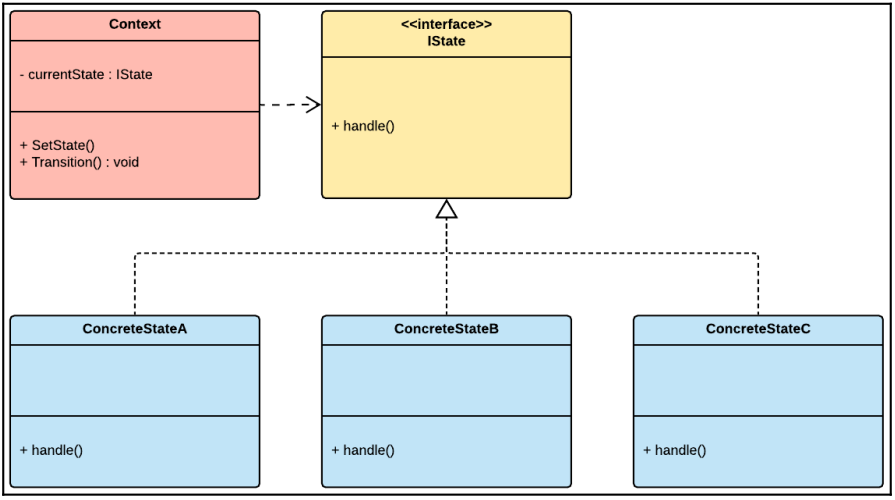 Context
- currentState : IState
+ SetState()
+ Transition() : void
<<interface>>
IState
+ handle()
ConcreteStateA
+ handle()
ConcreteStateB
+ handle()
ConcreteStateC
+ handle()